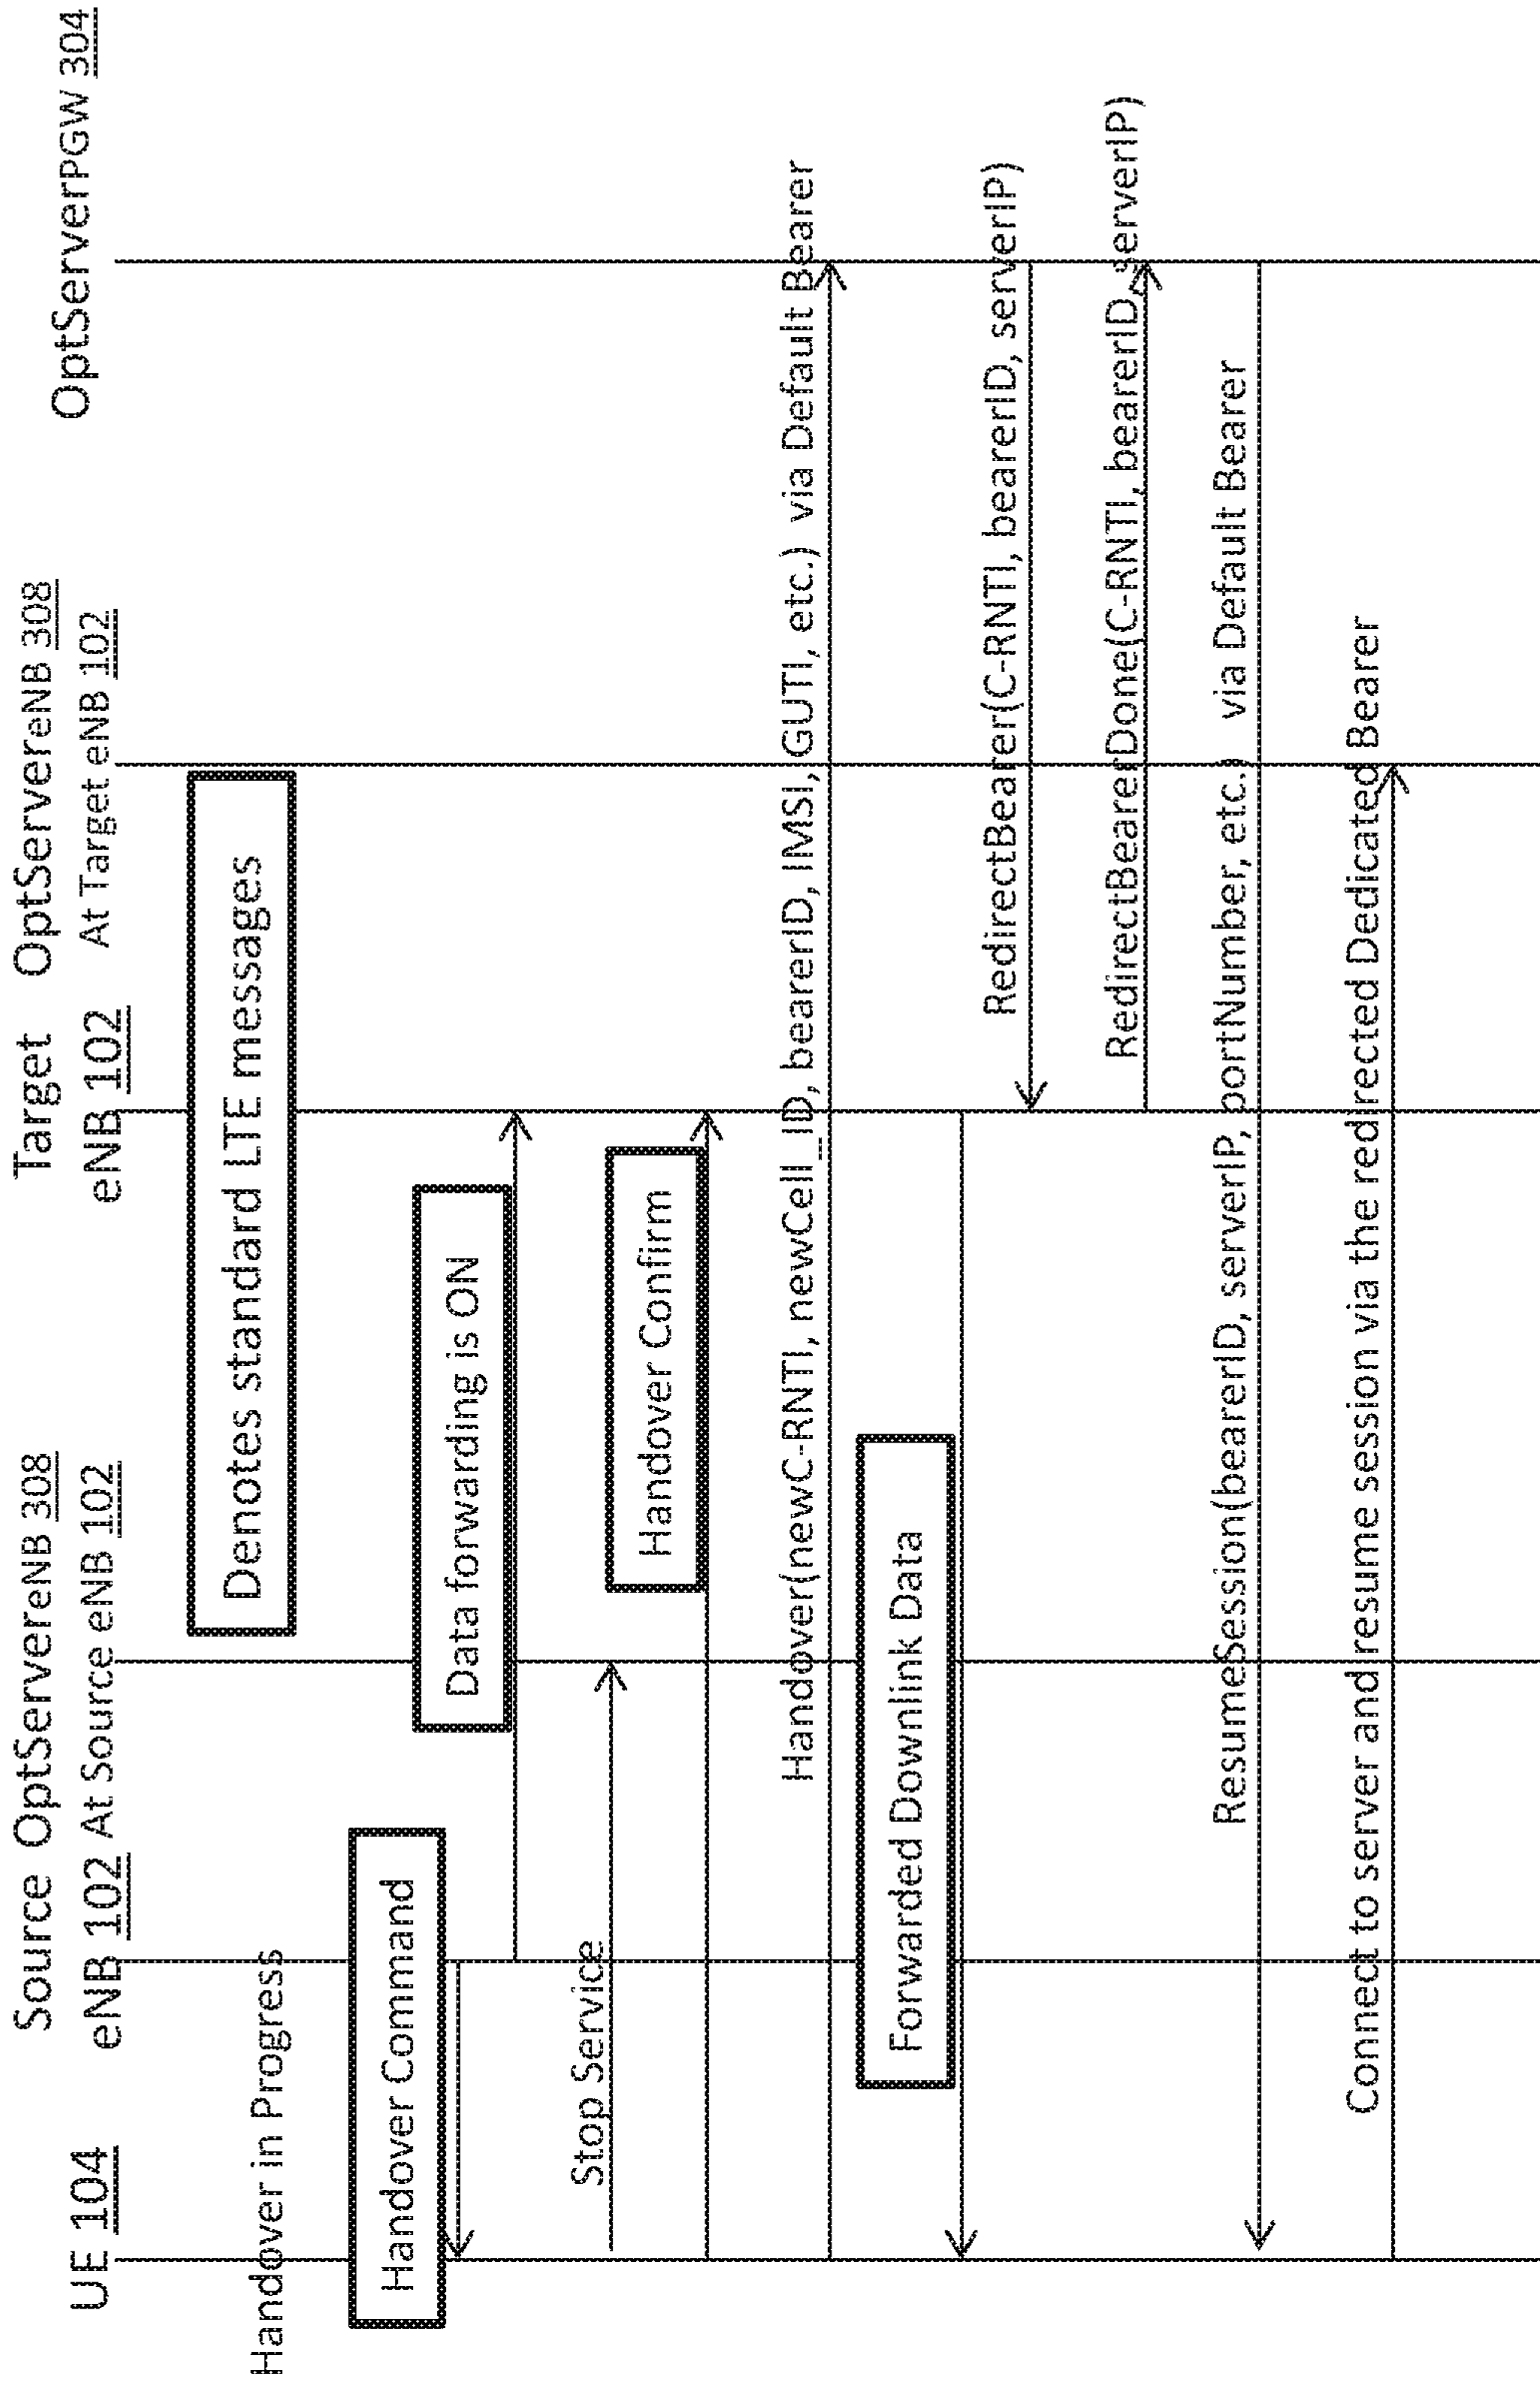 UE 104
Source OptServereNB 308
eNB 102 At Source eNB 102
Target OptServereNB 308
eNB 102 At Target eNB 102
OptServerPGW 304
Denotes standard LTE messages
Handover in Progress
Handover Command
Data forwarding is ON
Stop Service
Handover Confirm
Handover(newC-RNTI, newCell_ID, bearerID, IMSI, GUTI, etc.) via Default Bearer
Forwarded Downlink Data
RedirectBearer(C-RNTI, bearerID, serverIP)
RedirectBearerDone(C-RNTI, bearerID, serverIP)
ResumeSession(bearerID, serverIP, portNumber, etc.) via Default Bearer
Connect to server and resume session via the redirected Dedicated Bearer